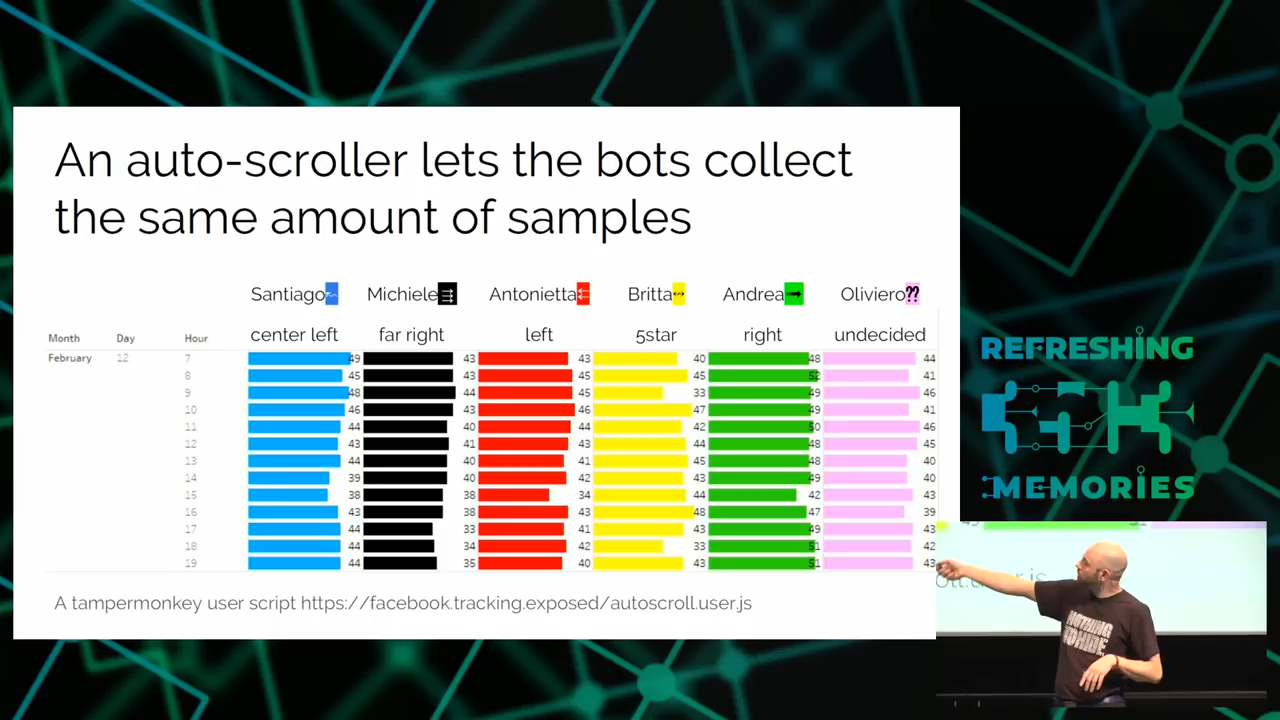 An auto-scroller lets the bots collect
the same amount of samples
Santiago Michiele Antonietta Britta Andrea Oliviero??
Month Day Hour center left far right left 5star right undecided
February 12 7 49 43 43 40 48 44
8 45 43 45 45 52 41
9 48 44 45 33 49 46
10 46 43 46 47 49 41
11 44 40 44 42 50 46
12 43 41 43 44 48 45
13 44 40 41 45 48 40
14 39 40 42 43 49 40
15 38 38 34 44 42 43
16 43 38 43 48 47 39
17 44 33 41 43 49 43
18 44 34 42 33 51 42
19 44 35 40 43 51 43
A tampermonkey user script https://facebook.tracking.exposed/autoscroll.user.js
REFRESHING
MEMORIES
NOTHING
TO HIDE